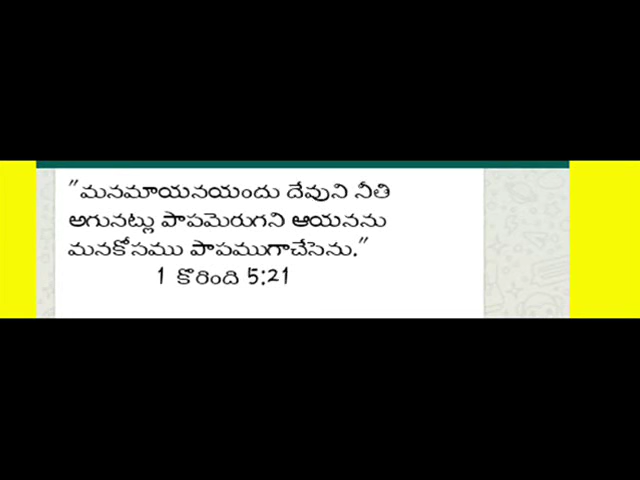 "మనమాయనయందు దేవుని నీతి
అగునట్లు పాపమెరుగని ఆయనను
మనకోసము పాపముగాచేసెను."
1 కొరింది 5:21